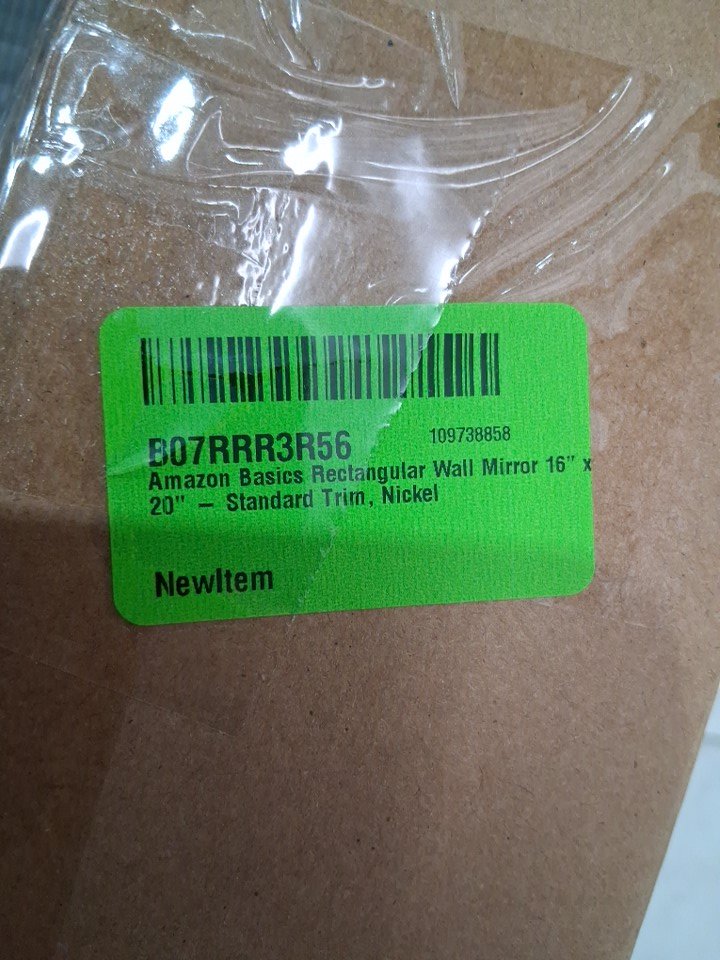 B07RRR3R56 109738858
Amazon Basics Rectangular Wall Mirror 16" x
20" – Standard Trim, Nickel
NewItem